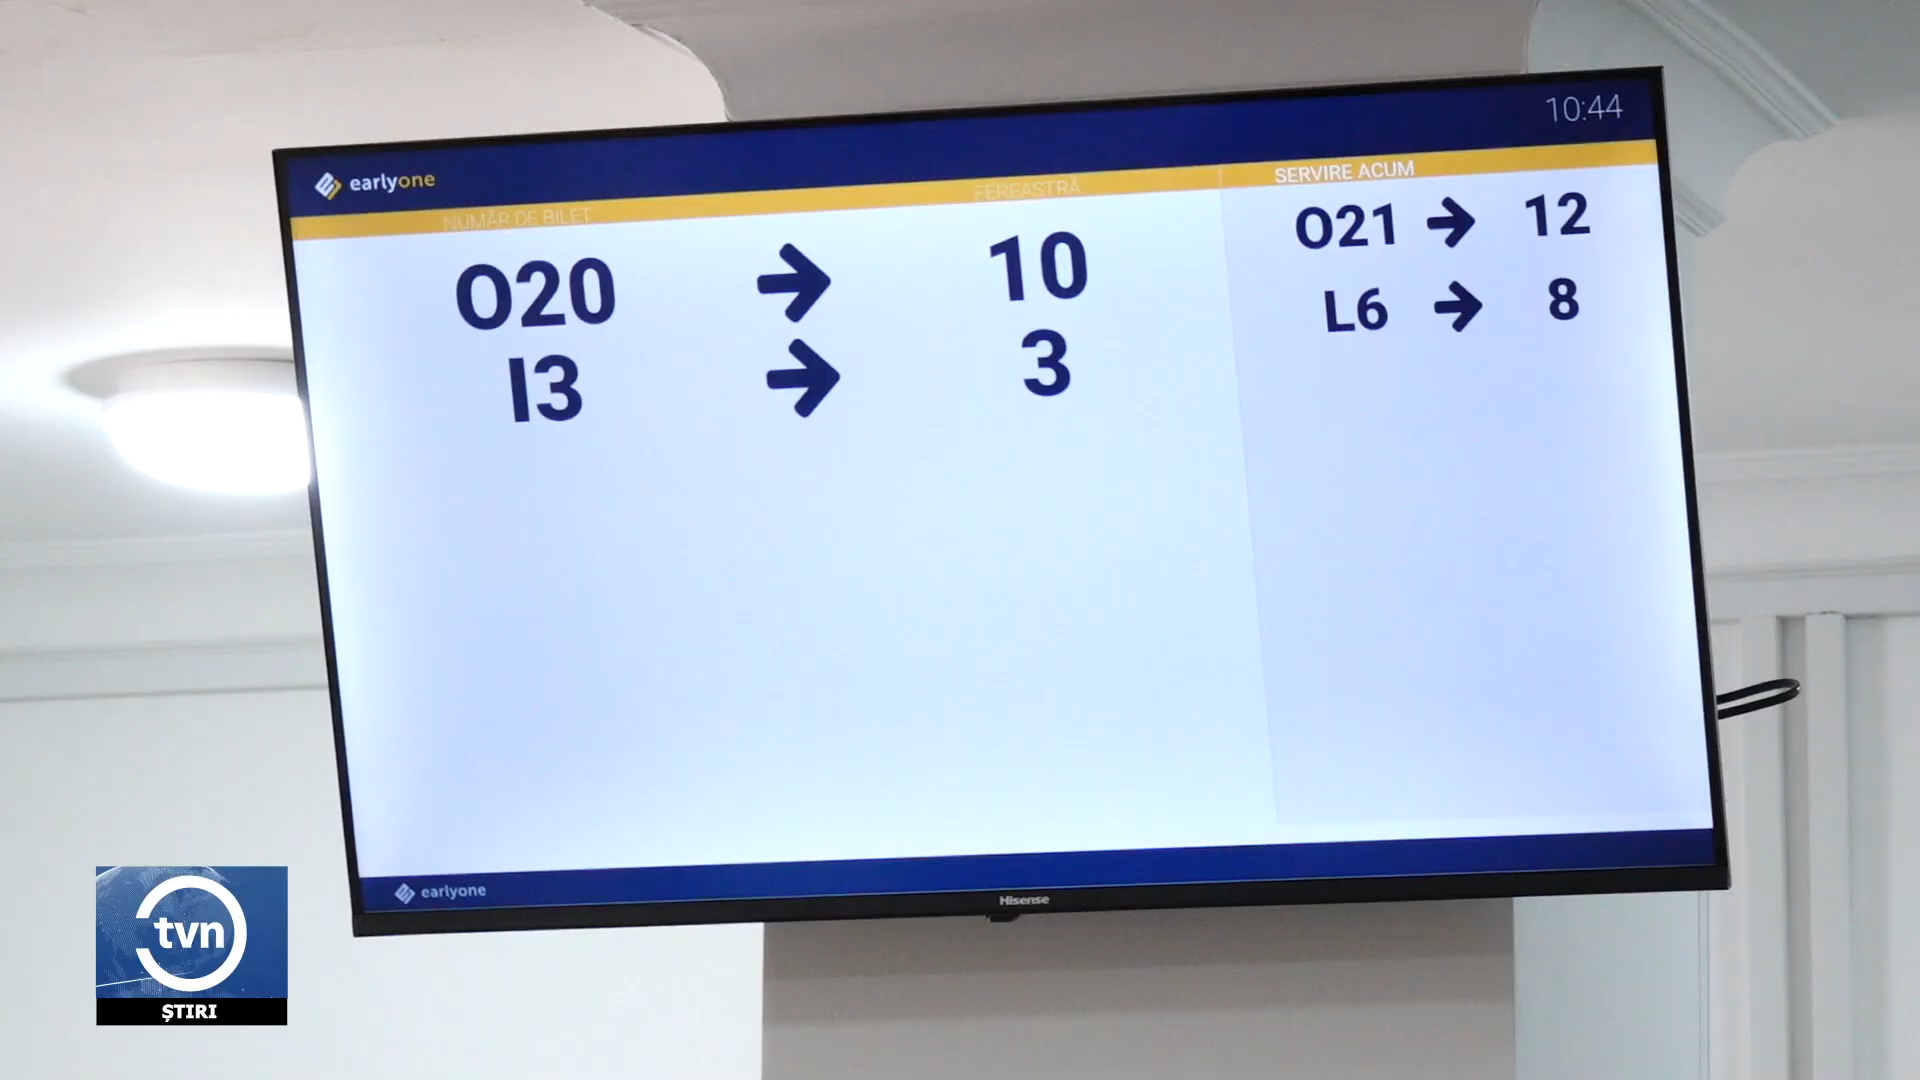 10:44
earlyone
NUMĂR DE BILET FEREASTRĂ SERVIRE ACUM
O20 → 10
I3 → 3
O21 → 12
L6 → 8
earlyone
Hisense
tvn
ȘTIRI